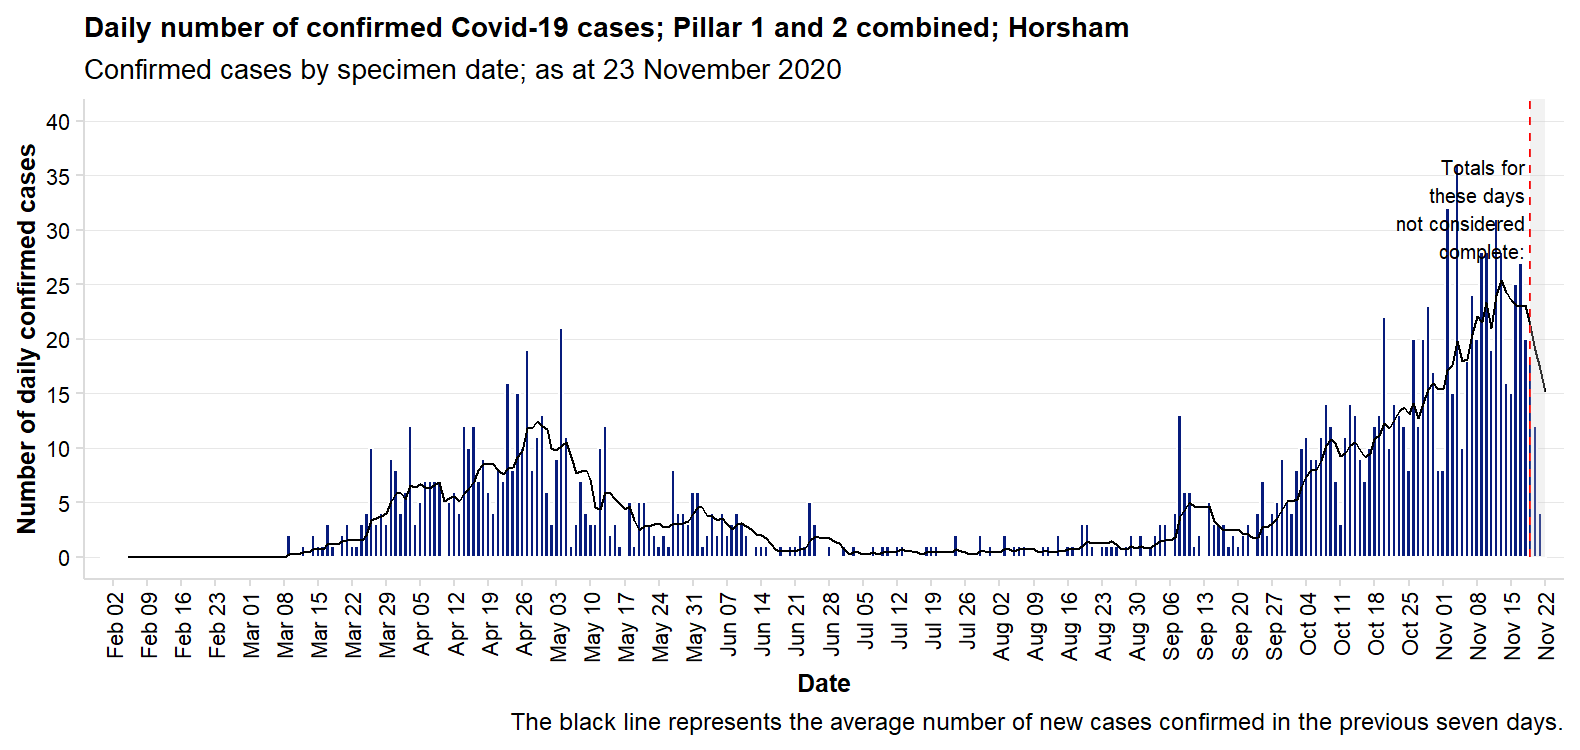 Daily number of confirmed Covid-19 cases; Pillar 1 and 2 combined; Horsham
Confirmed cases by specimen date; as at 23 November 2020
Number of daily confirmed cases
40
35
30
25
20
15
10
5
0
Totals for
these days
not considered
complete:
Feb 02
Feb 09
Feb 16
Feb 23
Mar 01
Mar 08
Mar 15
Mar 22
Mar 29
Apr 05
Apr 12
Apr 19
Apr 26
May 03
May 10
May 17
May 24
May 31
Jun 07
Jun 14
Jun 21
Jun 28
Jul 05
Jul 12
Jul 19
Jul 26
Aug 02
Aug 09
Aug 16
Aug 23
Aug 30
Sep 06
Sep 13
Sep 20
Sep 27
Oct 04
Oct 11
Oct 18
Oct 25
Nov 01
Nov 08
Nov 15
Nov 22
Date
The black line represents the average number of new cases confirmed in the previous seven days.